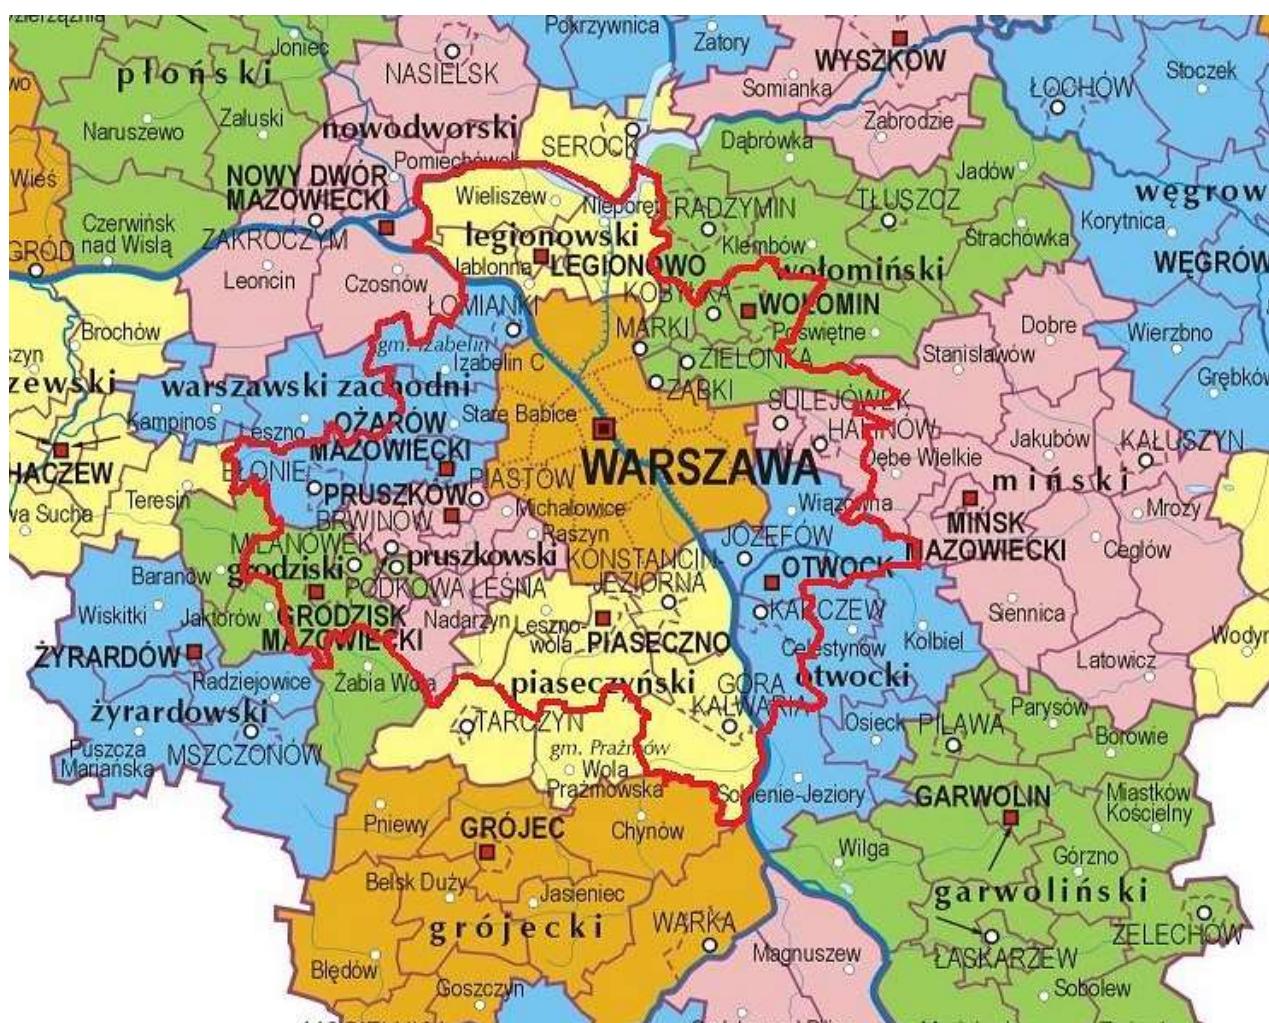 Joniec
płoński
Naruszewo
Załuski
NASIELSK
nowodworski
Pomiechówek
NOWY DWÓR
MAZOWIECKI
Czerwińsk
nad Wisłą
ZAKROCZYM
Leoncin
Czosnów
Pokrzywnica
Zatory
WYSZKÓW
Somianka
Zabrodzie
ŁOCHÓW
Stoczek
SEROCK
Dąbrówka
Jadów
Wieliszew
Nieporęt
RADZYMIN
TŁUSZCZ
Korytnica
węgrow
legionowski
Klembów
Strachówka
Jabłonna
LEGIONOWO
wołomiński
WĘGRÓW
ŁOMIANKI
KOBYŁKA
WOŁOMIN
Brochów
gm. Izabelin
MARKI
Poświętne
Dobre
Wierzbno
Izabelin C
ZIELONKA
Stanisławów
zewski
warszawski zachodni
ZĄBKI
Grębków
SULEJÓWEK
Kampinos
Leszno
OŻARÓW
MAZOWIECKI
Stare Babice
HALINÓW
Jakubów
KAŁUSZYN
HACZEW
BŁONIE
WARSZAWA
Dębe Wielkie
miński
Teresin
PRUSZKÓW
PIASTÓW
Wiązowna
wa Sucha
BRWINÓW
Michałowice
MIŃSK
MAZOWIECKI
Mrozy
MILANÓWEK
Raszyn
JÓZEFÓW
Cegłów
Baranów
grodziski
pruszkowski
KONSTANCIN-
JEZIORNA
OTWOCK
Wiskitki
PODKOWA LEŚNA
Jaktorów
GRODZISK
MAZOWIECKI
Nadarzyn
Leszno-
wola
PIASECZNO
KARCZEW
Celestynów
Kołbiel
Siennica
Wodyn
ŻYRARDÓW
Latowicz
Radziejowice
Żabia Wola
piaseczyński
GÓRA
KALWARIA
otwocki
żyrardowski
TARCZYN
Osieck
PILAWA
Parysów
Borowie
Puszcza
Mariańska
MSZCZONÓW
gm. Prażmów
Wola
Prażmowska
Sobienie-Jeziory
GARWOLIN
Miastków
Kościelny
Pniewy
GRÓJEC
Chynów
Wilga
Górzno
Belsk Duży
Jasieniec
garwoliński
grójecki
WARKA
ŻELECHÓW
Magnuszew
ŁASKARZEW
Błędów
Goszczyn
Sobolew